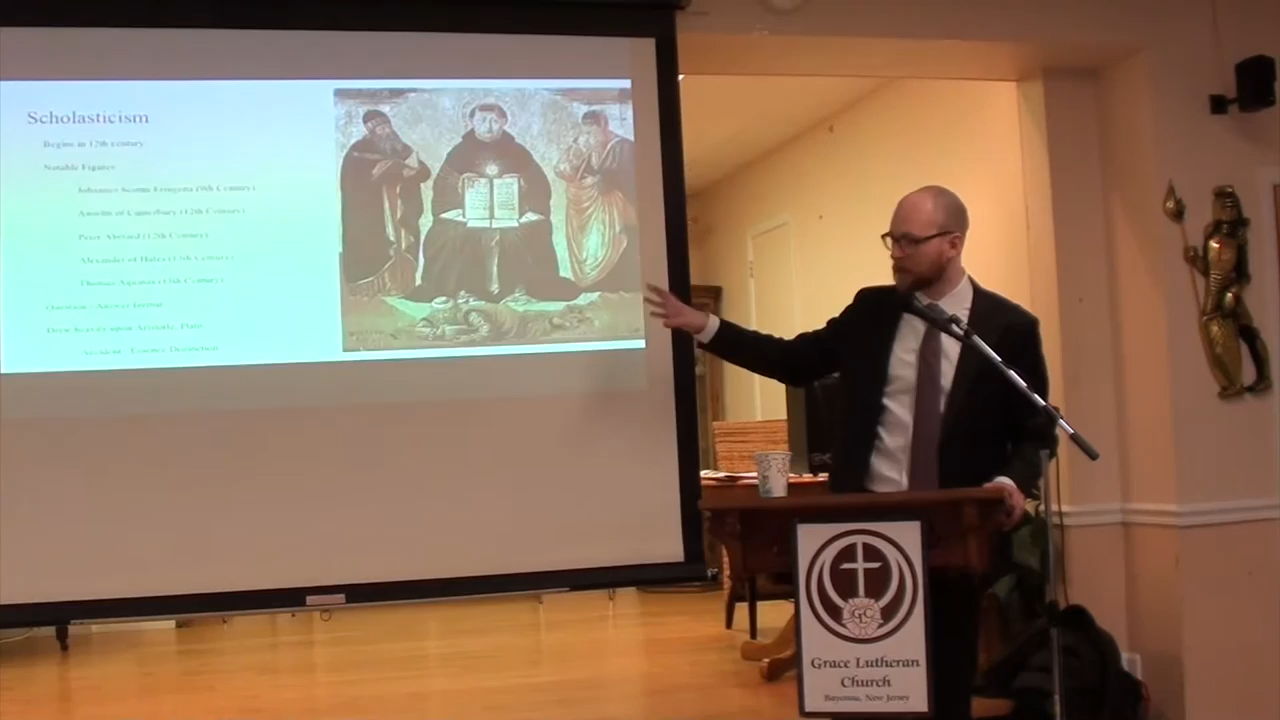 Scholasticism
Begins in 12th century
Notable Figures
Johannes Scotus Eriugena (9th Century)
Anselm of Canterbury (12th Century)
Peter Abelard (12th Century)
Alexander of Hales (13th Century)
Thomas Aquinas (13th Century)
Question / Answer format
Drew heavily upon Aristotle, Plato
Accident / Essence Distinction
GLC
Grace Lutheran
Church
Bayonne, New Jersey